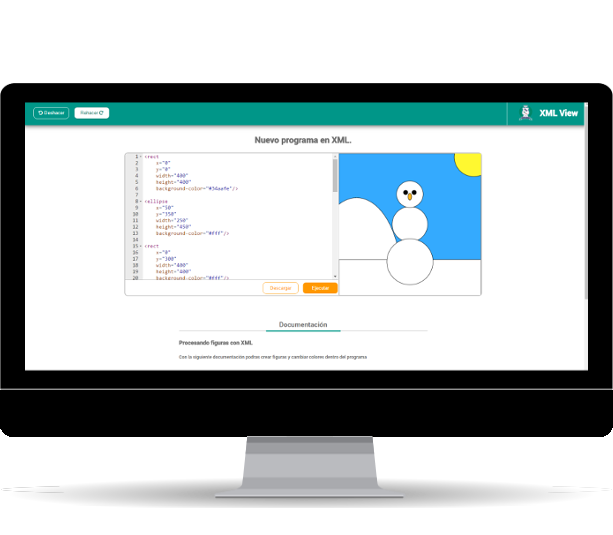 Deshacer
Rehacer
XML View
Nuevo programa en XML.
1 <rect
2 x="0"
3 y="0"
4 width="400"
5 height="400"
6 background-color="#34aafe"/>
7
8 <ellipse
9 x="50"
10 y="350"
11 width="250"
12 height="450"
13 background-color="#fff"/>
14
15 <rect
16 x="0"
17 y="300"
18 width="400"
19 height="400"
20 background-color="#fff"/>
Descargar
Ejecutar
Documentación
Procesando figuras con XML
Con la siguiente documentación podras crear figuras y cambiar colores dentro del programa